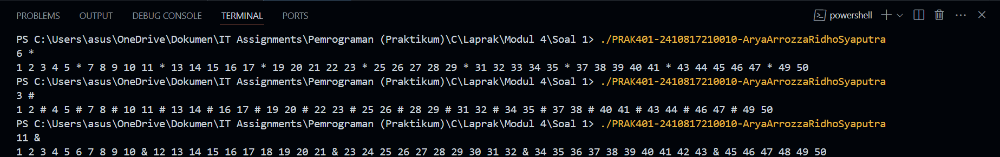 PROBLEMS OUTPUT DEBUG CONSOLE TERMINAL PORTS powershell
PS C:\Users\asus\OneDrive\Dokumen\IT Assignments\Pemrograman (Praktikum)\C\Laprak\Modul 4\Soal 1> ./PRAK401-2410817210010-AryaArrozzaRidhoSyaputra
6 *
1 2 3 4 5 * 7 8 9 10 11 * 13 14 15 16 17 * 19 20 21 22 23 * 25 26 27 28 29 * 31 32 33 34 35 * 37 38 39 40 41 * 43 44 45 46 47 * 49 50
PS C:\Users\asus\OneDrive\Dokumen\IT Assignments\Pemrograman (Praktikum)\C\Laprak\Modul 4\Soal 1> ./PRAK401-2410817210010-AryaArrozzaRidhoSyaputra
3 #
1 2 # 4 5 # 7 8 # 10 11 # 13 14 # 16 17 # 19 20 # 22 23 # 25 26 # 28 29 # 31 32 # 34 35 # 37 38 # 40 41 # 43 44 # 46 47 # 49 50
PS C:\Users\asus\OneDrive\Dokumen\IT Assignments\Pemrograman (Praktikum)\C\Laprak\Modul 4\Soal 1> ./PRAK401-2410817210010-AryaArrozzaRidhoSyaputra
11 &
1 2 3 4 5 6 7 8 9 10 & 12 13 14 15 16 17 18 19 20 21 & 23 24 25 26 27 28 29 30 31 32 & 34 35 36 37 38 39 40 41 42 43 & 45 46 47 48 49 50